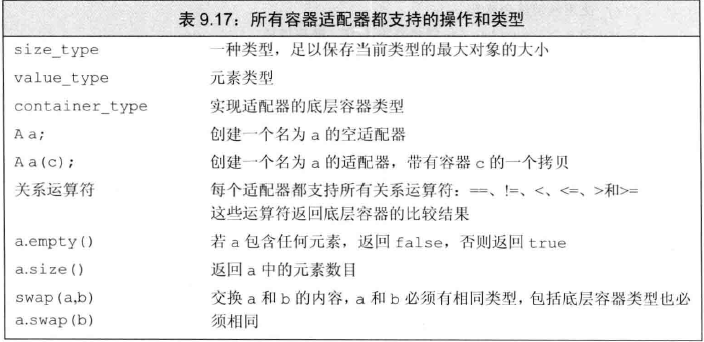 表 9.17：所有容器适配器都支持的操作和类型
size_type 一种类型，足以保存当前类型的最大对象的大小
value_type 元素类型
container_type 实现适配器的底层容器类型
A a; 创建一个名为 a 的空适配器
A a(c); 创建一个名为 a 的适配器，带有容器 c 的一个拷贝
关系运算符 每个适配器都支持所有关系运算符：==、!=、<、<=、>和>=
这些运算符返回底层容器的比较结果
a.empty() 若 a 包含任何元素，返回 false，否则返回 true
a.size() 返回 a 中的元素数目
swap(a,b) 交换 a 和 b 的内容，a 和 b 必须有相同类型，包括底层容器类型也必
a.swap(b) 须相同